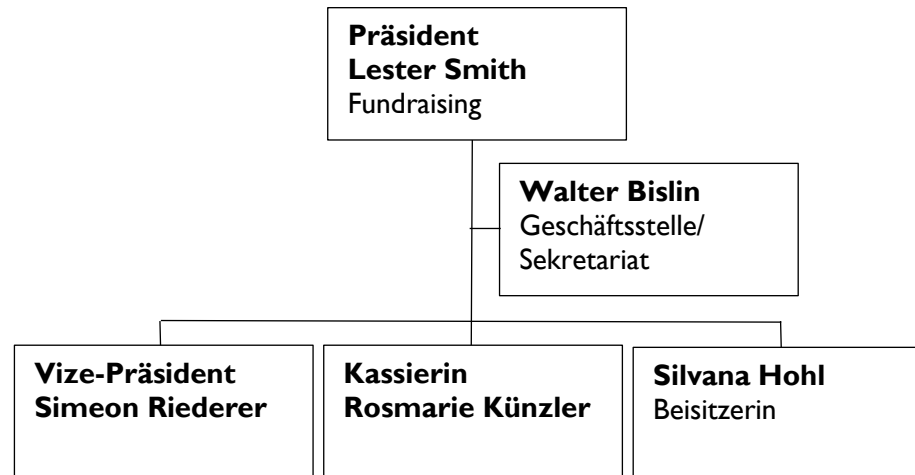 Präsident
Lester Smith
Fundraising
Walter Bislin
Geschäftsstelle/
Sekretariat
Vize-Präsident
Simeon Riederer
Kassierin
Rosmarie Künzler
Silvana Hohl
Beisitzerin